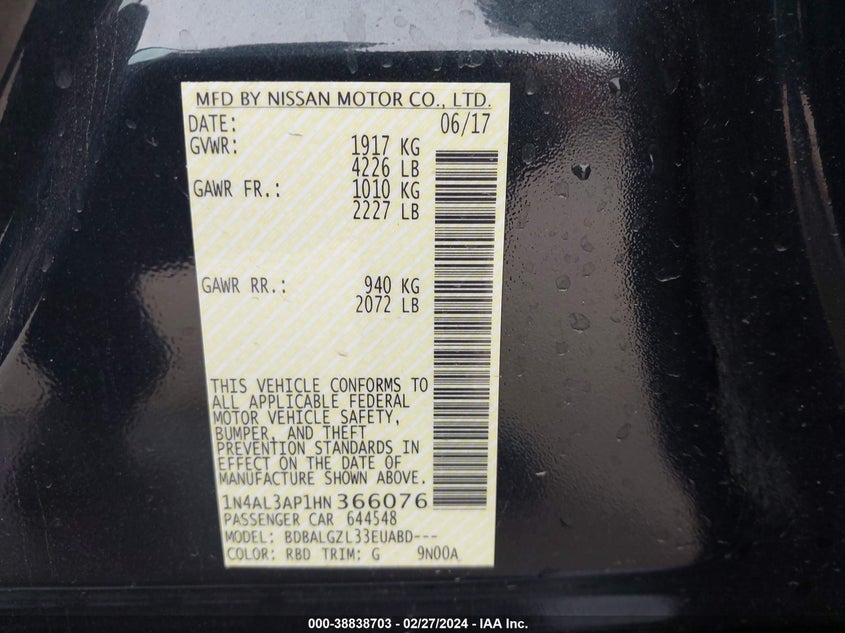 MFD BY NISSAN MOTOR CO., LTD.
DATE: 06/17
GVWR: 1917 KG
4226 LB
GAWR FR.: 1010 KG
2227 LB
GAWR RR.: 940 KG
2072 LB
THIS VEHICLE CONFORMS TO
ALL APPLICABLE FEDERAL
MOTOR VEHICLE SAFETY,
BUMPER, AND THEFT
PREVENTION STANDARDS IN
EFFECT ON THE DATE OF
MANUFACTURE SHOWN ABOVE.
1N4AL3AP1HN366076
PASSENGER CAR 644548
MODEL: BDBALGZL33EUABD---
COLOR: RBD TRIM: G 9N00A
000-38838703 - 02/27/2024 - IAA Inc.